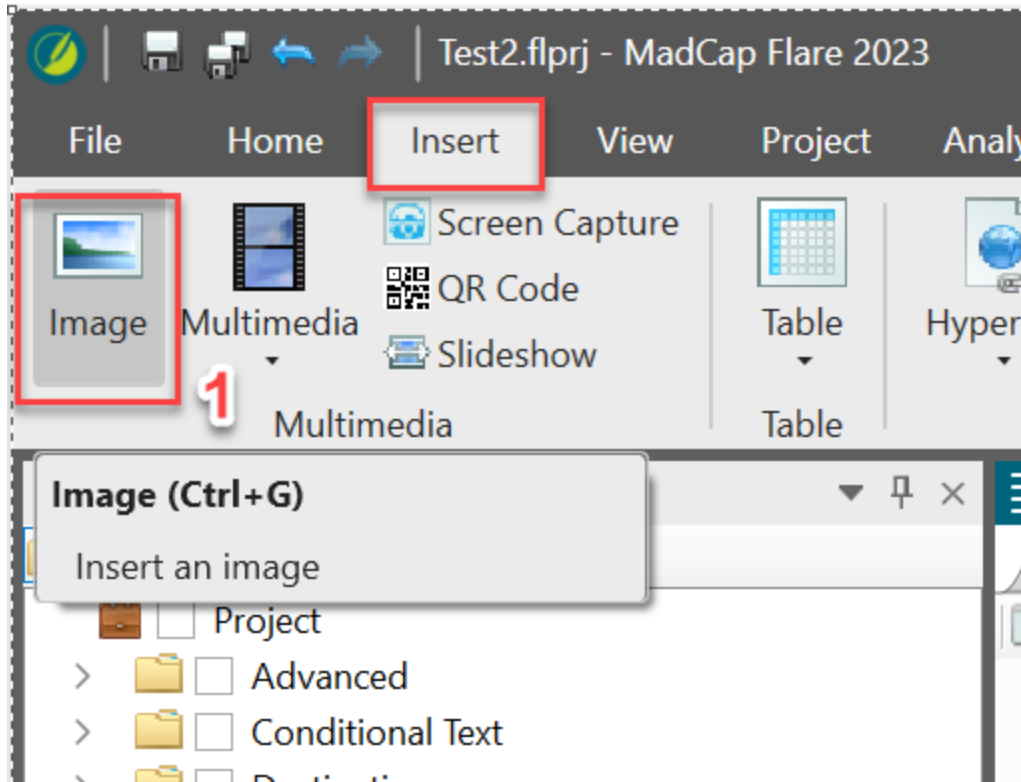 Test2.flprj - MadCap Flare 2023
File Home Insert View Project
Image
Multimedia
Screen Capture
QR Code
Slideshow
Table
1
Multimedia
Table
Image (Ctrl+G)
Insert an image
Project
Advanced
Conditional Text